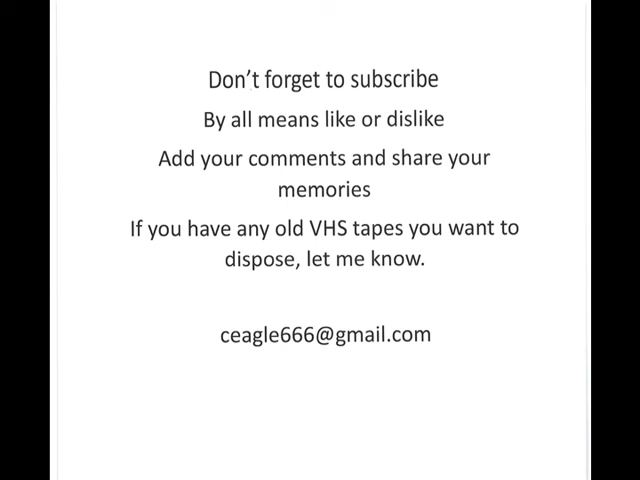 Don't forget to subscribe
By all means like or dislike
Add your comments and share your
memories
If you have any old VHS tapes you want to
dispose, let me know.
ceagle666@gmail.com